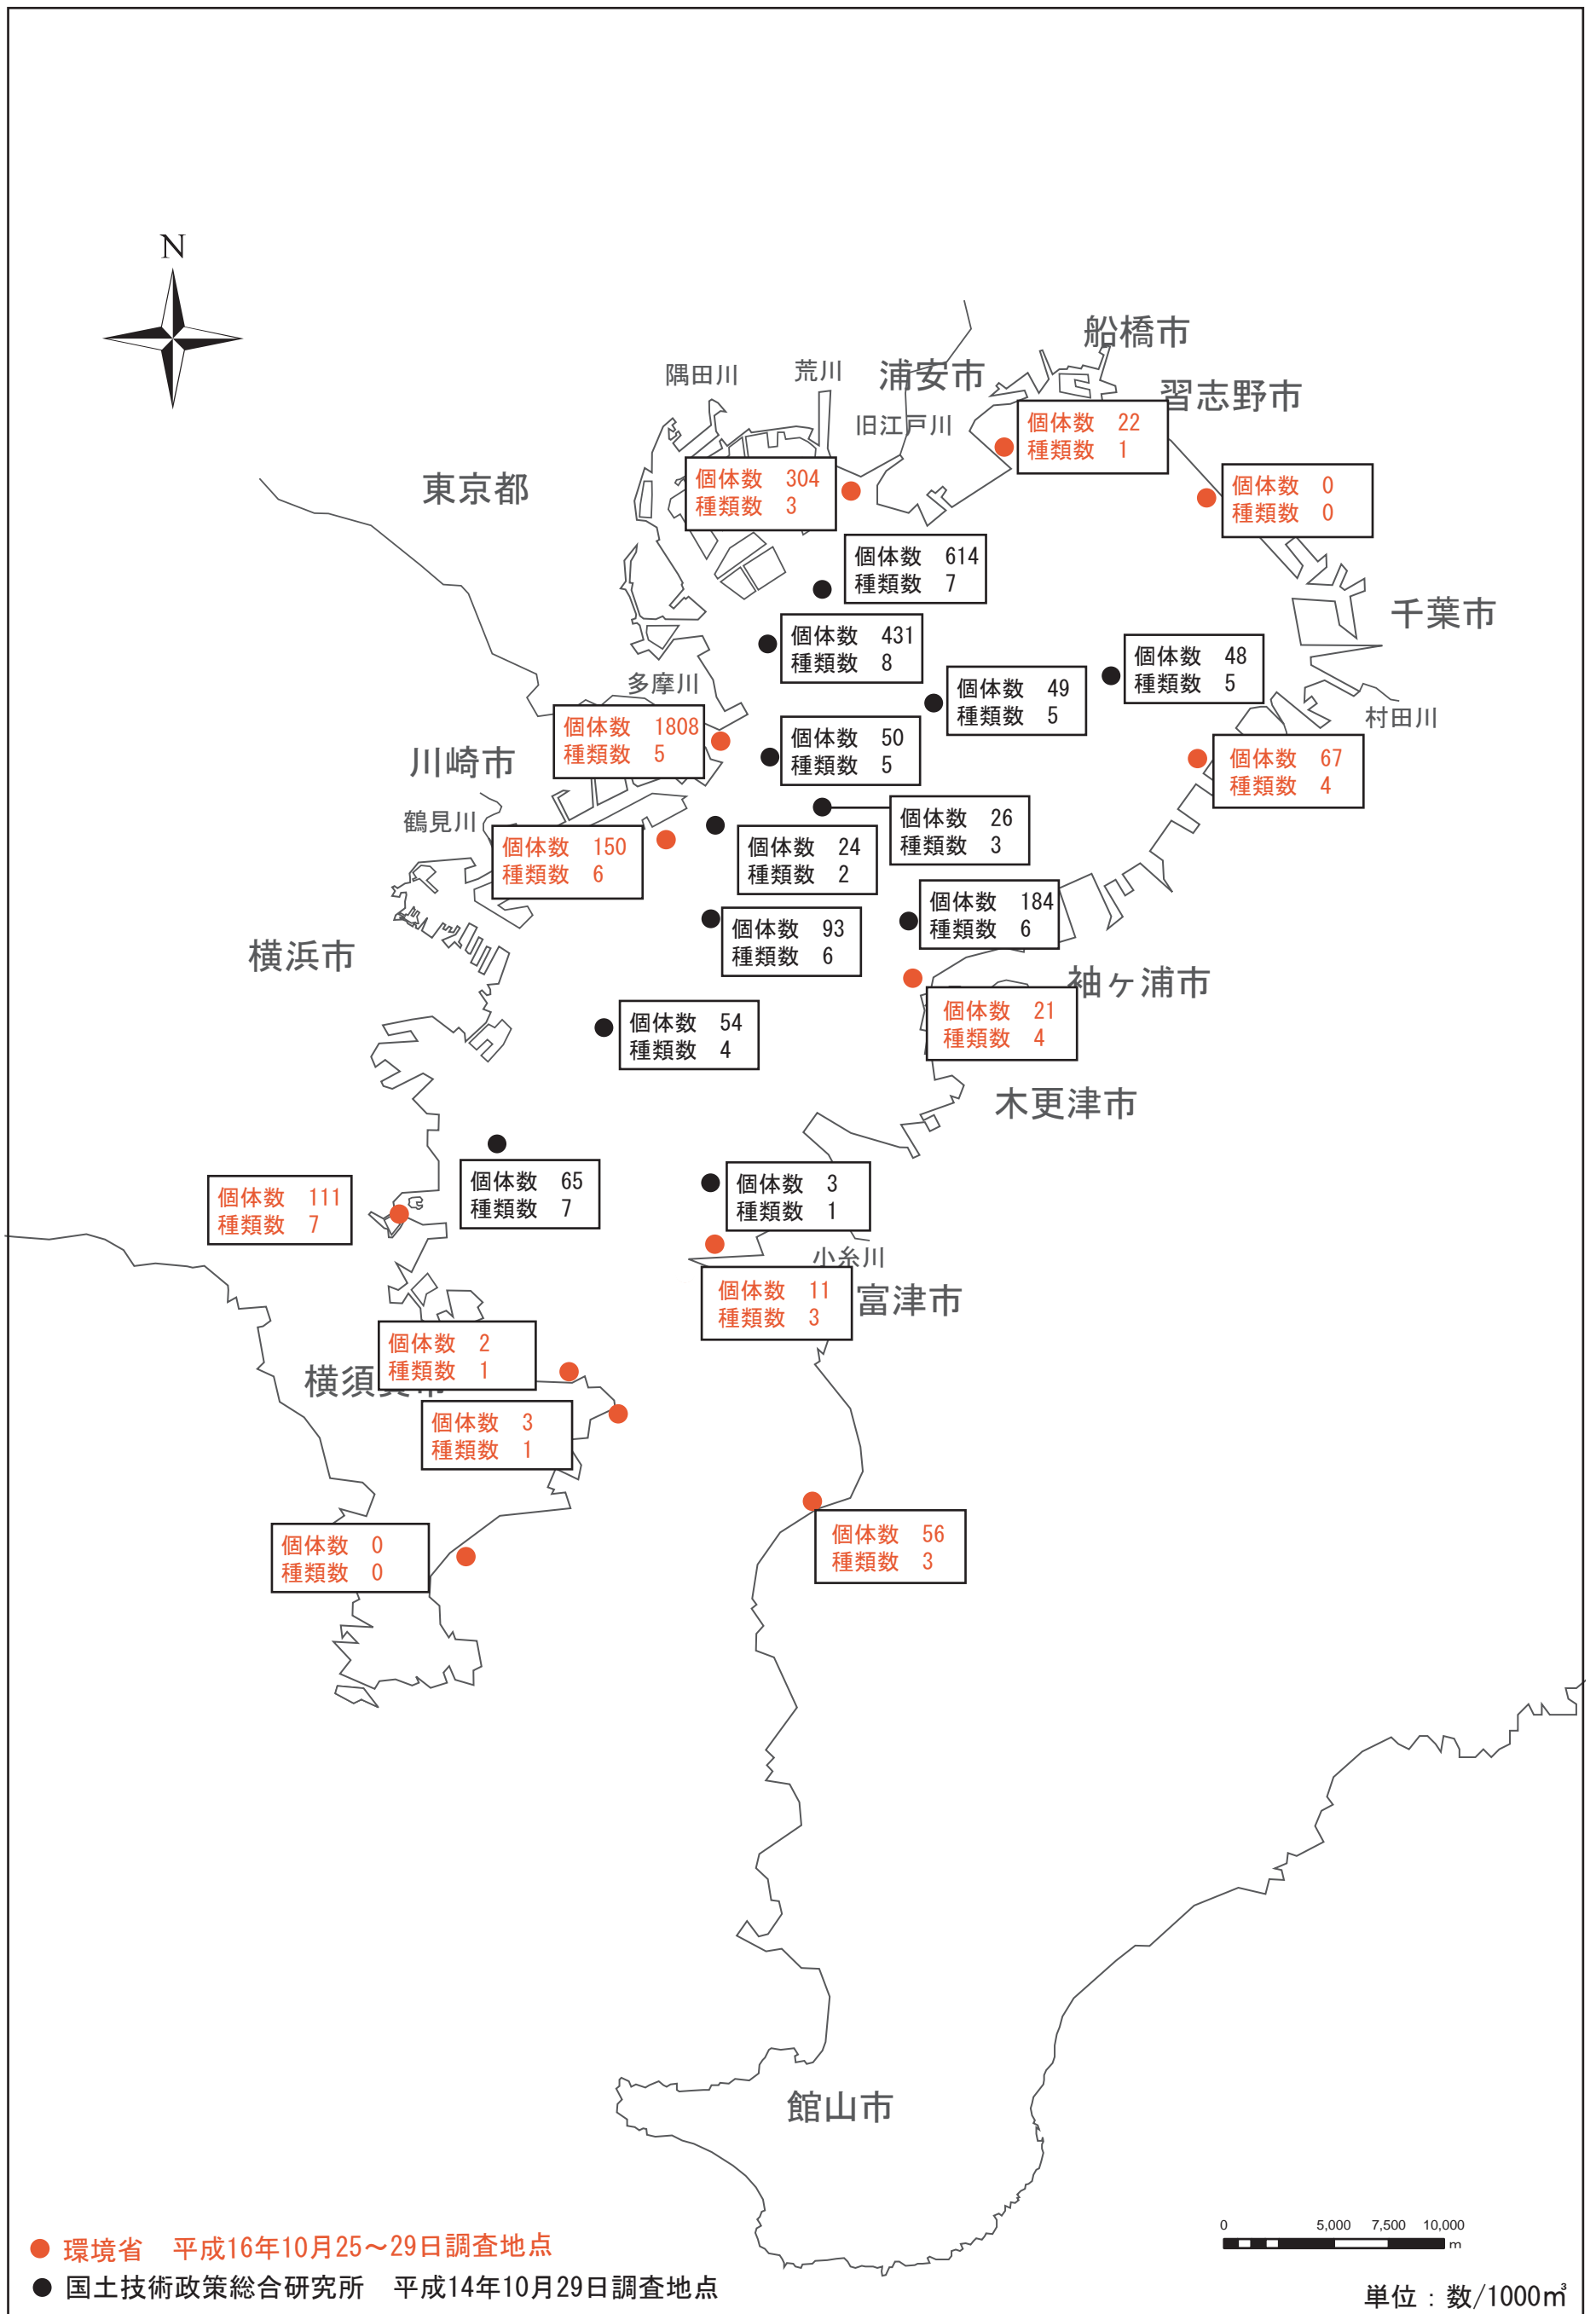 N
船橋市
隅田川
荒川
浦安市
習志野市
旧江戸川
個体数 22
種類数 1
東京都
個体数 304
種類数 3
個体数 0
種類数 0
個体数 614
種類数 7
千葉市
個体数 431
種類数 8
個体数 48
種類数 5
多摩川
個体数 49
種類数 5
村田川
個体数 1808
種類数 5
個体数 50
種類数 5
川崎市
個体数 67
種類数 4
鶴見川
個体数 26
種類数 3
個体数 150
種類数 6
個体数 24
種類数 2
個体数 184
種類数 6
個体数 93
種類数 6
横浜市
袖ヶ浦市
個体数 21
種類数 4
個体数 54
種類数 4
木更津市
個体数 65
種類数 7
個体数 3
種類数 1
個体数 111
種類数 7
小糸川
個体数 11
種類数 3
富津市
個体数 2
種類数 1
横須賀市
個体数 3
種類数 1
個体数 56
種類数 3
個体数 0
種類数 0
館山市
環境省 平成16年10月25～29日調査地点
国土技術政策総合研究所 平成14年10月29日調査地点
0 5,000 7,500 10,000
m
単位：数/1000㎥